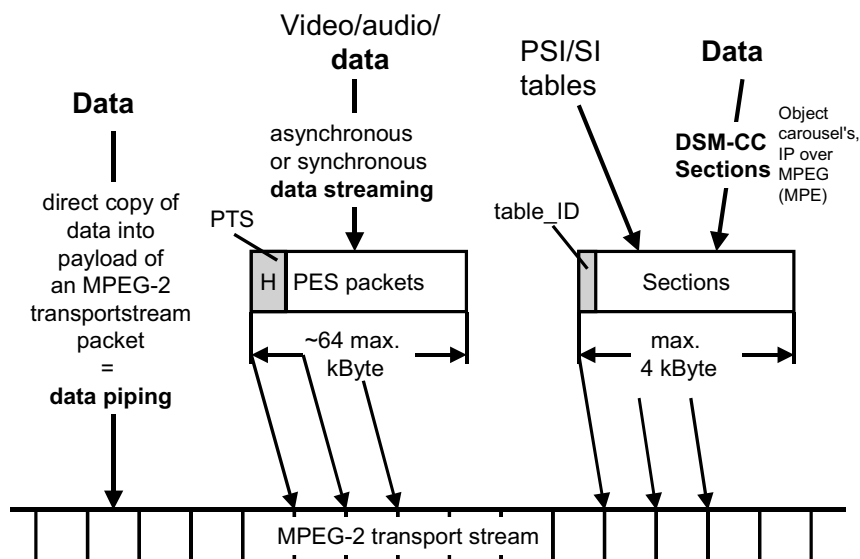 Data
direct copy of
data into
payload of
an MPEG-2
transportstream
packet
=
data piping
Video/audio/
data
asynchronous
or synchronous
data streaming
PTS
H
PES packets
~64 max.
kByte
PSI/SI
tables
Data
DSM-CC
Sections
Object
carousel's,
IP over
MPEG
(MPE)
table_ID
Sections
max.
4 kByte
MPEG-2 transport stream